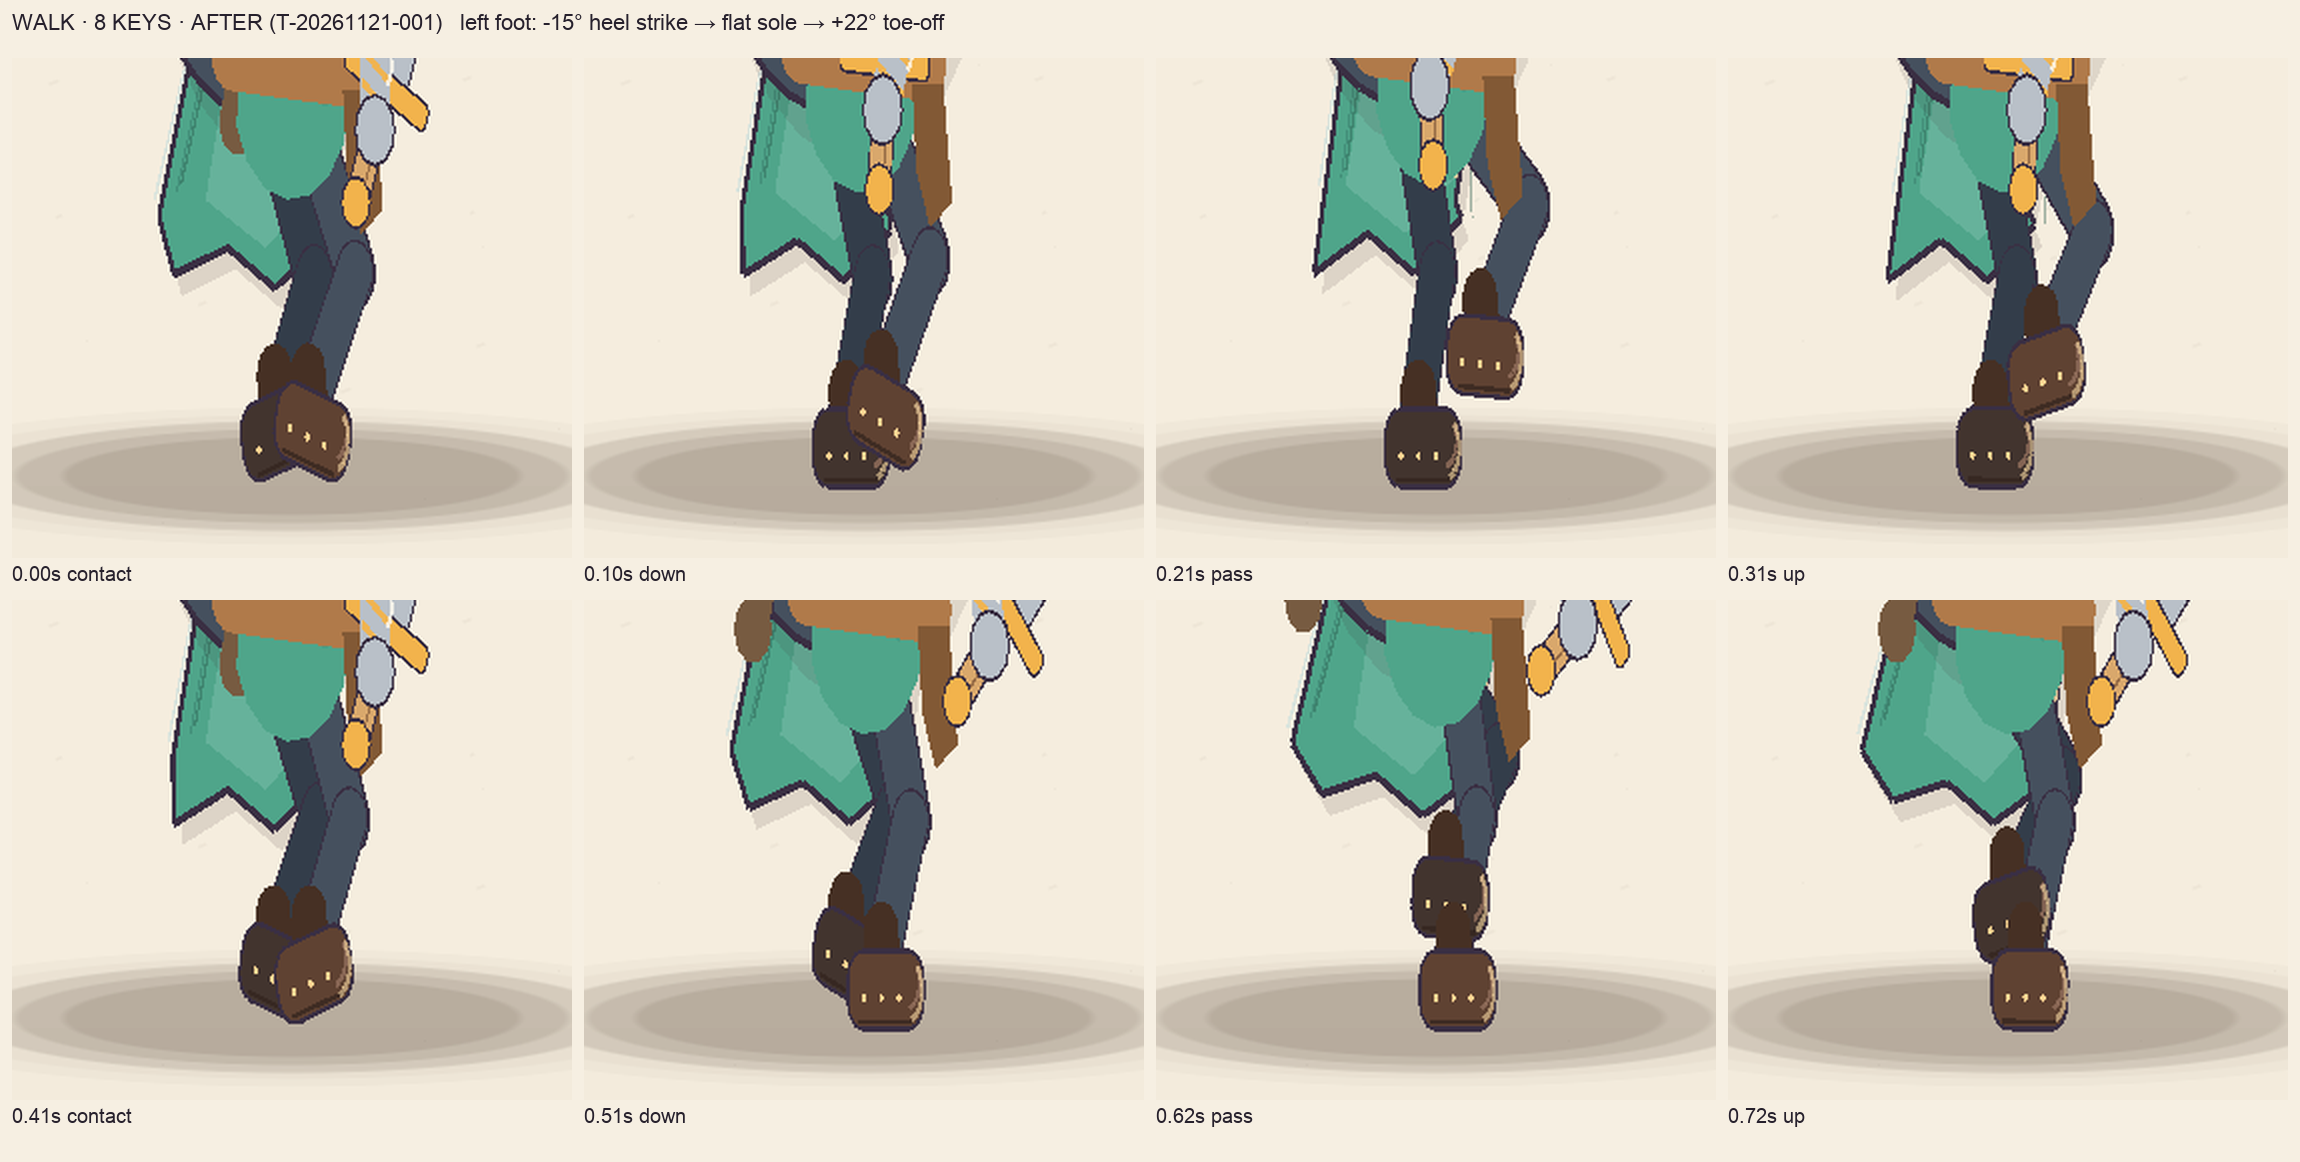 WALK · 8 KEYS · AFTER (T-20261121-001)   left foot: -15° heel strike → flat sole → +22° toe-off
0.00s contact
0.10s down
0.21s pass
0.31s up
0.41s contact
0.51s down
0.62s pass
0.72s up